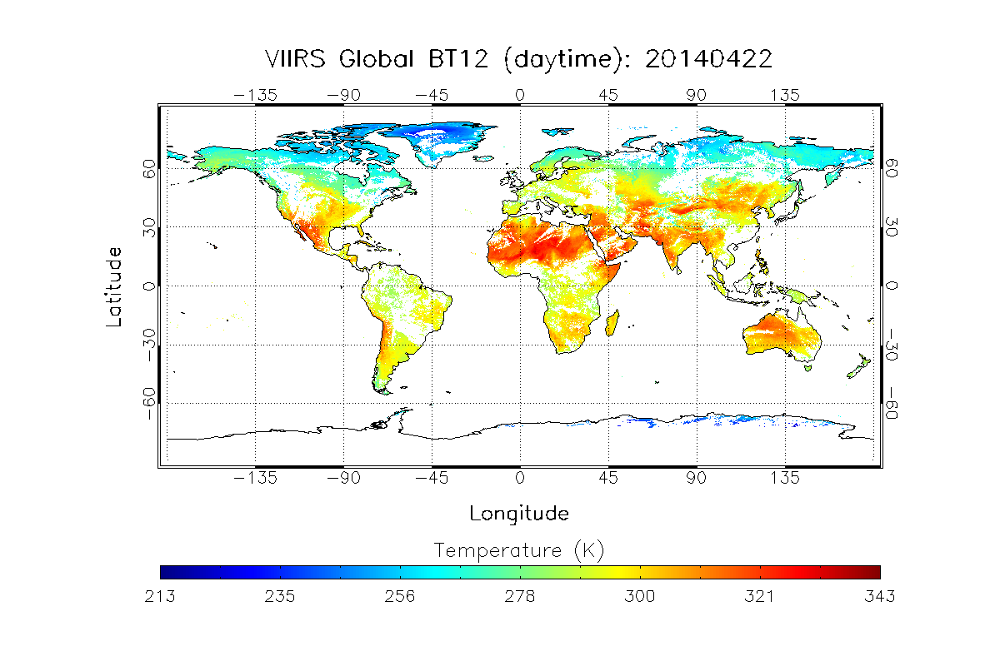 VIIRS Global BT12 (daytime): 20140422
−135 −90 −45 0 45 90 135
60 60
30 30
Latitude
0 0
−30 −30
−60 −60
−135 −90 −45 0 45 90 135
Longitude
Temperature (K)
213 235 256 278 300 321 343